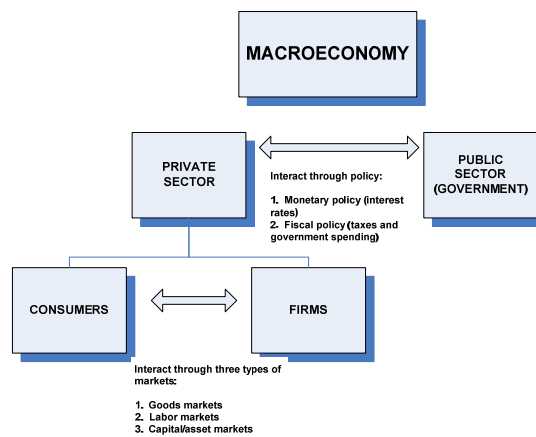 MACROECONOMY
PRIVATE
SECTOR
Interact through policy:
1. Monetary policy (interest
rates)
2. Fiscal policy (taxes and
government spending)
PUBLIC
SECTOR
(GOVERNMENT)
CONSUMERS
FIRMS
Interact through three types of
markets:
1. Goods markets
2. Labor markets
3. Capital/asset markets